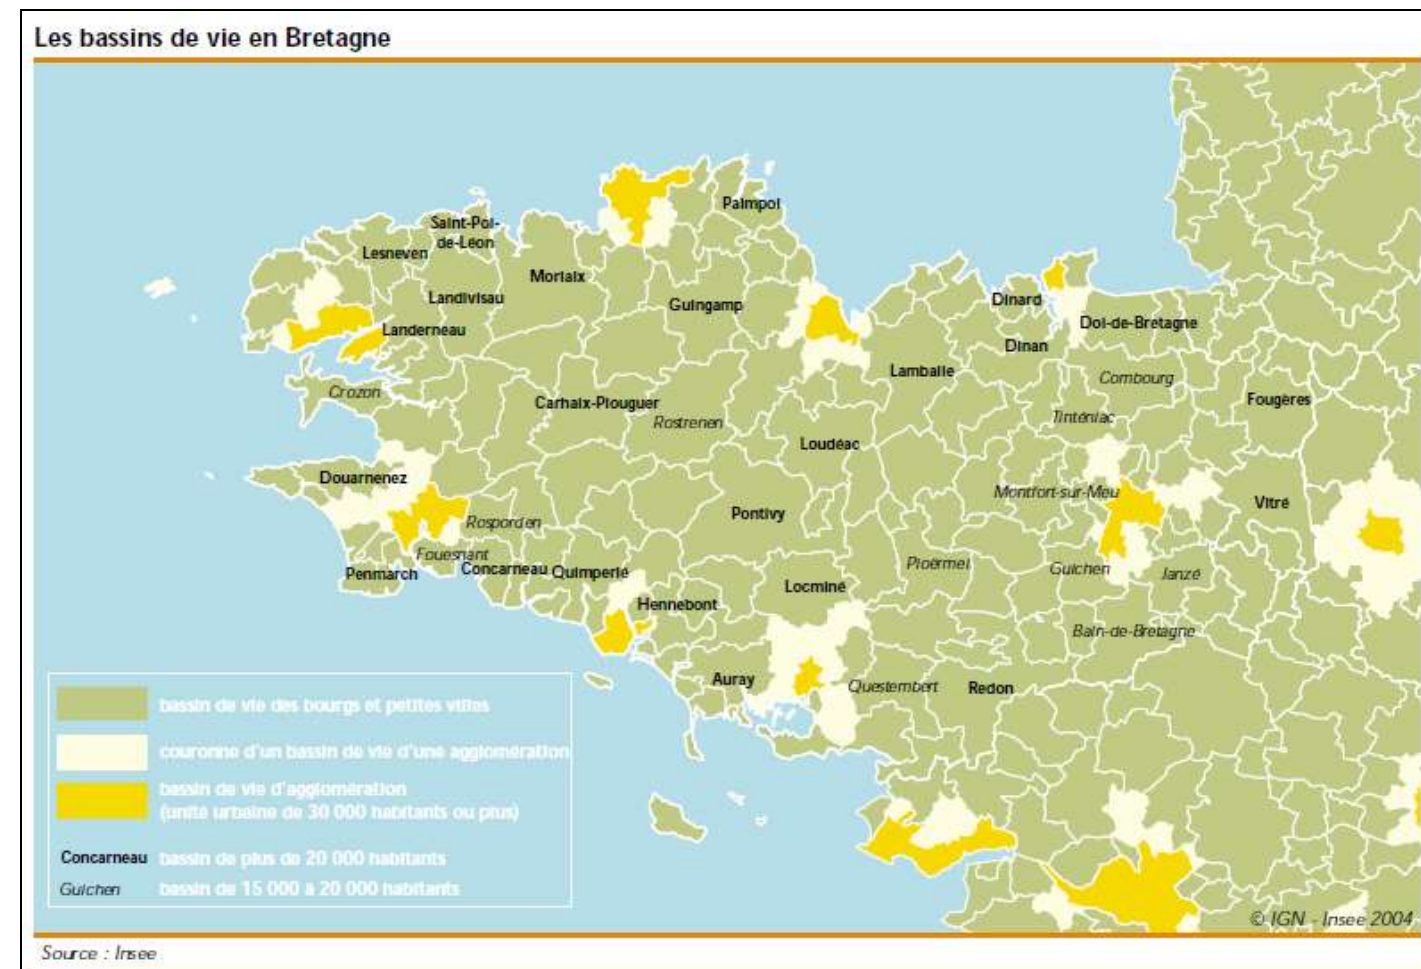 Les bassins de vie en Bretagne
Paimpol
Saint-Pol-
de-Léon
Lesneven
Morlaix
Landivisau
Guingamp
Dinard
Landerneau
Dol-de-Bretagne
Dinan
Lamballe
Combourg
Crozon
Carhaix-Plouguer
Fougères
Rostrenen
Tinténiac
Loudéac
Douarnenez
Montfort-sur-Meu
Vitré
Pontivy
Rosporden
Fouesnant
Ploërmel
Penmarch
Concarneau
Quimperlé
Guichen
Janzé
Locminé
Hennebont
Bain-de-Bretagne
Auray
Questembert
Redon
bassin de vie des bourgs et petites villes
couronne d'un bassin de vie d'une agglomération
bassin de vie d'agglomération
(unité urbaine de 30 000 habitants ou plus)
Concarneau bassin de plus de 20 000 habitants
Guichen bassin de 15 000 à 20 000 habitants
© IGN - Insee 2004
Source : Insee